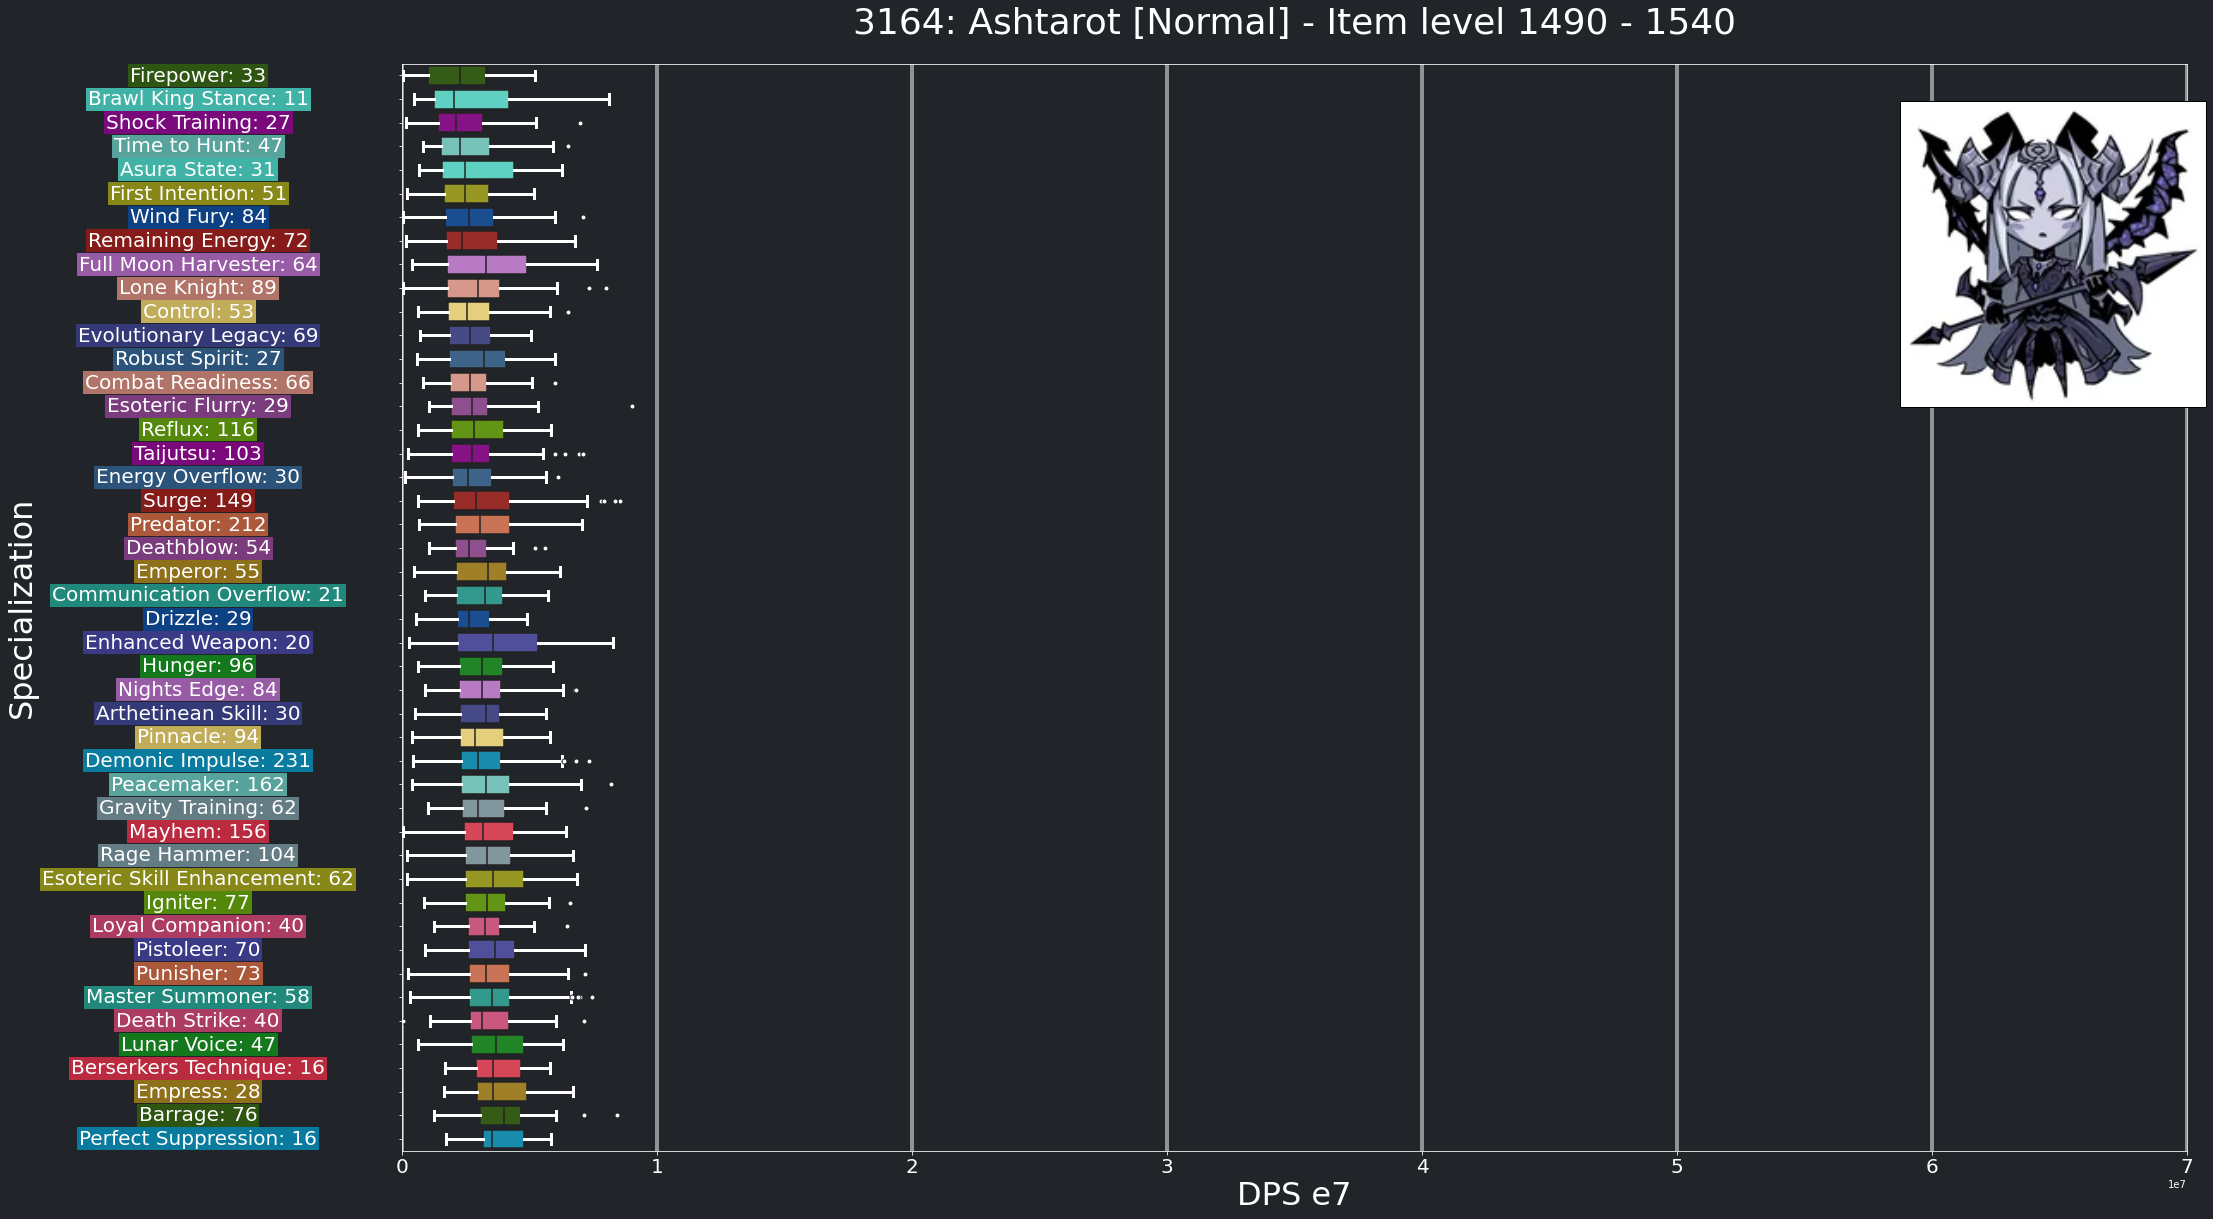 3164: Ashtarot [Normal] - Item level 1490 - 1540
Specialization
Firepower: 33
Brawl King Stance: 11
Shock Training: 27
Time to Hunt: 47
Asura State: 31
First Intention: 51
Wind Fury: 84
Remaining Energy: 72
Full Moon Harvester: 64
Lone Knight: 89
Control: 53
Evolutionary Legacy: 69
Robust Spirit: 27
Combat Readiness: 66
Esoteric Flurry: 29
Reflux: 116
Taijutsu: 103
Energy Overflow: 30
Surge: 149
Predator: 212
Deathblow: 54
Emperor: 55
Communication Overflow: 21
Drizzle: 29
Enhanced Weapon: 20
Hunger: 96
Nights Edge: 84
Arthetinean Skill: 30
Pinnacle: 94
Demonic Impulse: 231
Peacemaker: 162
Gravity Training: 62
Mayhem: 156
Rage Hammer: 104
Esoteric Skill Enhancement: 62
Igniter: 77
Loyal Companion: 40
Pistoleer: 70
Punisher: 73
Master Summoner: 58
Death Strike: 40
Lunar Voice: 47
Berserkers Technique: 16
Empress: 28
Barrage: 76
Perfect Suppression: 16
0 1 2 3 4 5 6 7
1e7
DPS e7